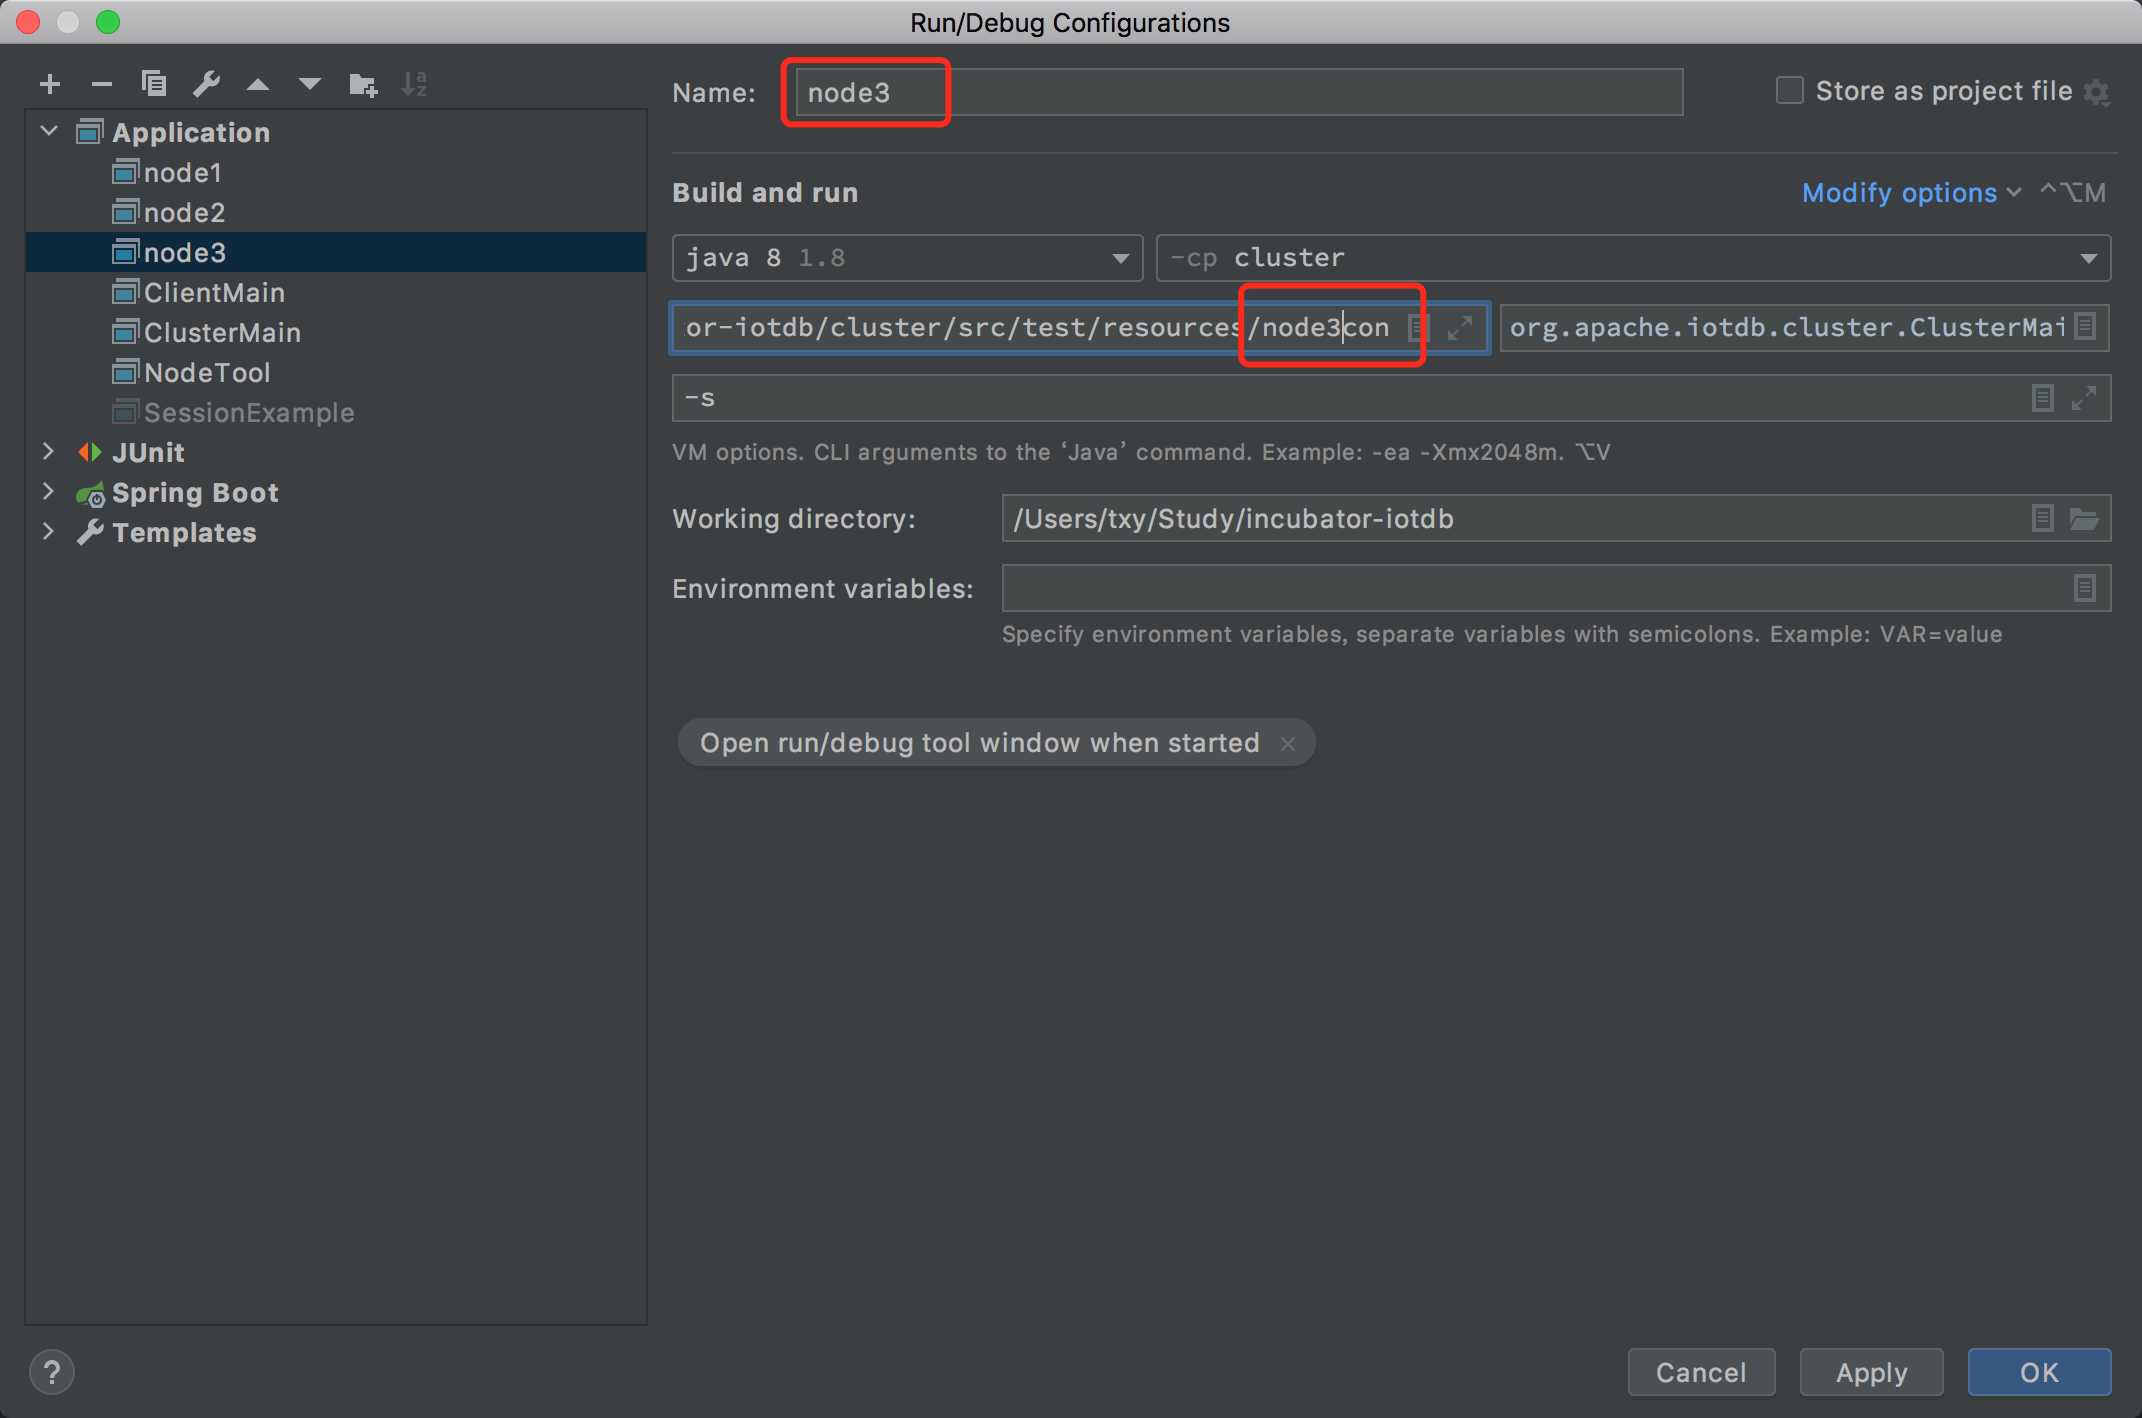 Run/Debug Configurations
Application
node1
node2
node3
ClientMain
ClusterMain
NodeTool
SessionExample
JUnit
Spring Boot
Templates
Name: node3
Store as project file
Build and run
Modify options ^⌥M
java 8 1.8
-cp cluster
or-iotdb/cluster/src/test/resources/node3con
org.apache.iotdb.cluster.ClusterMai
-s
VM options. CLI arguments to the ‘Java’ command. Example: -ea -Xmx2048m. ⌥V
Working directory: /Users/txy/Study/incubator-iotdb
Environment variables:
Specify environment variables, separate variables with semicolons. Example: VAR=value
Open run/debug tool window when started
?
Cancel
Apply
OK